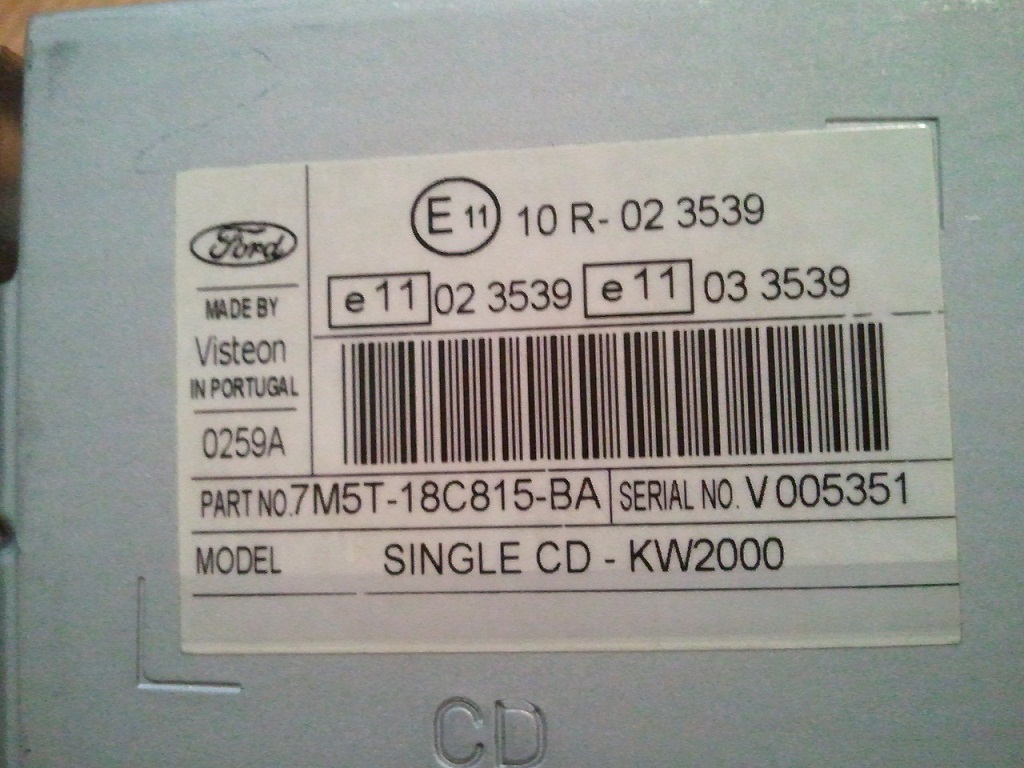 E 11 10 R- 02 3539
e 11 02 3539 e 11 03 3539
Ford
MADE BY
Visteon
IN PORTUGAL
0259A
PART NO.7M5T-18C815-BA SERIAL NO. V 005351
MODEL SINGLE CD - KW2000
CD